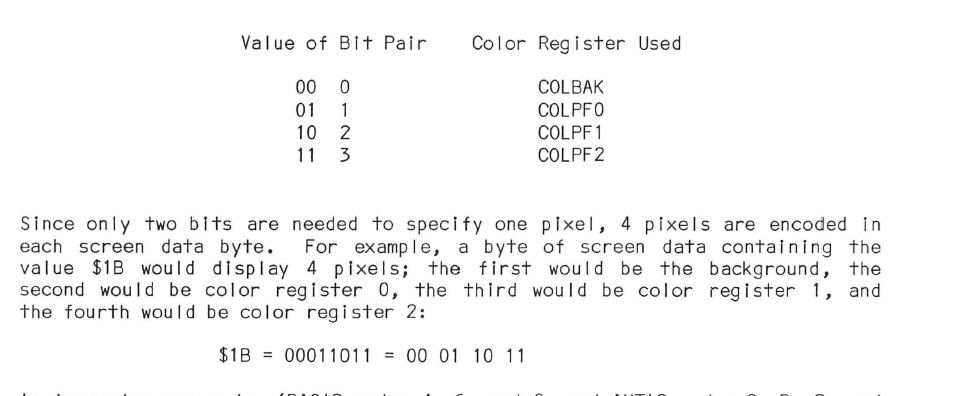 Value of Bit Pair Color Register Used
00 0 COLBAK
01 1 COLPF0
10 2 COLPF1
11 3 COLPF2
Since only two bits are needed to specify one pixel, 4 pixels are encoded in
each screen data byte. For example, a byte of screen data containing the
value $1B would display 4 pixels; the first would be the background, the
second would be color register 0, the third would be color register 1, and
the fourth would be color register 2:
$1B = 00011011 = 00 01 10 11